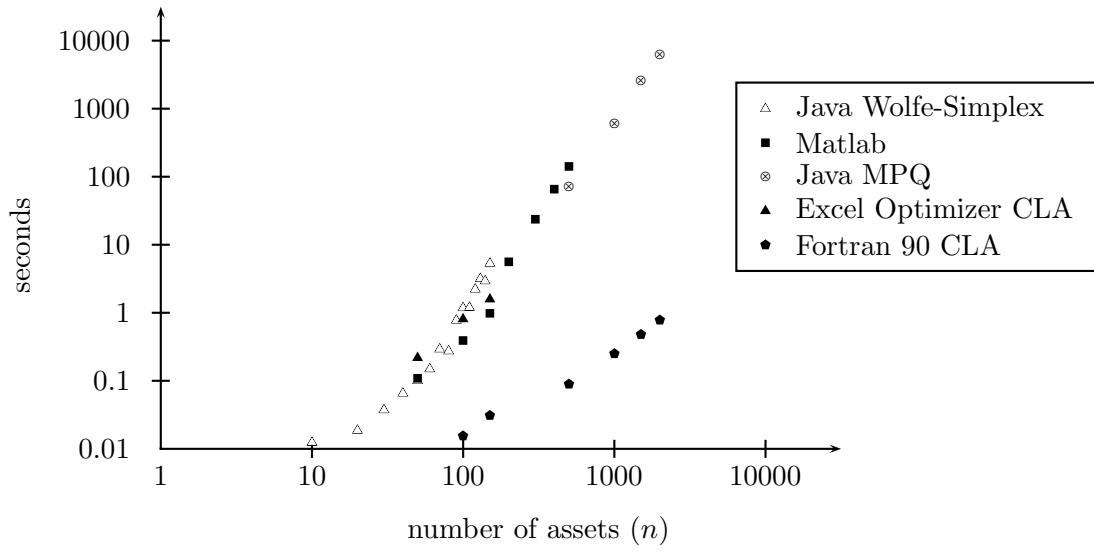 10000
1000
100
10
1
0.1
0.01
seconds
1
10
100
1000
10000
number of assets (n)
Java Wolfe-Simplex
Matlab
Java MPQ
Excel Optimizer CLA
Fortran 90 CLA